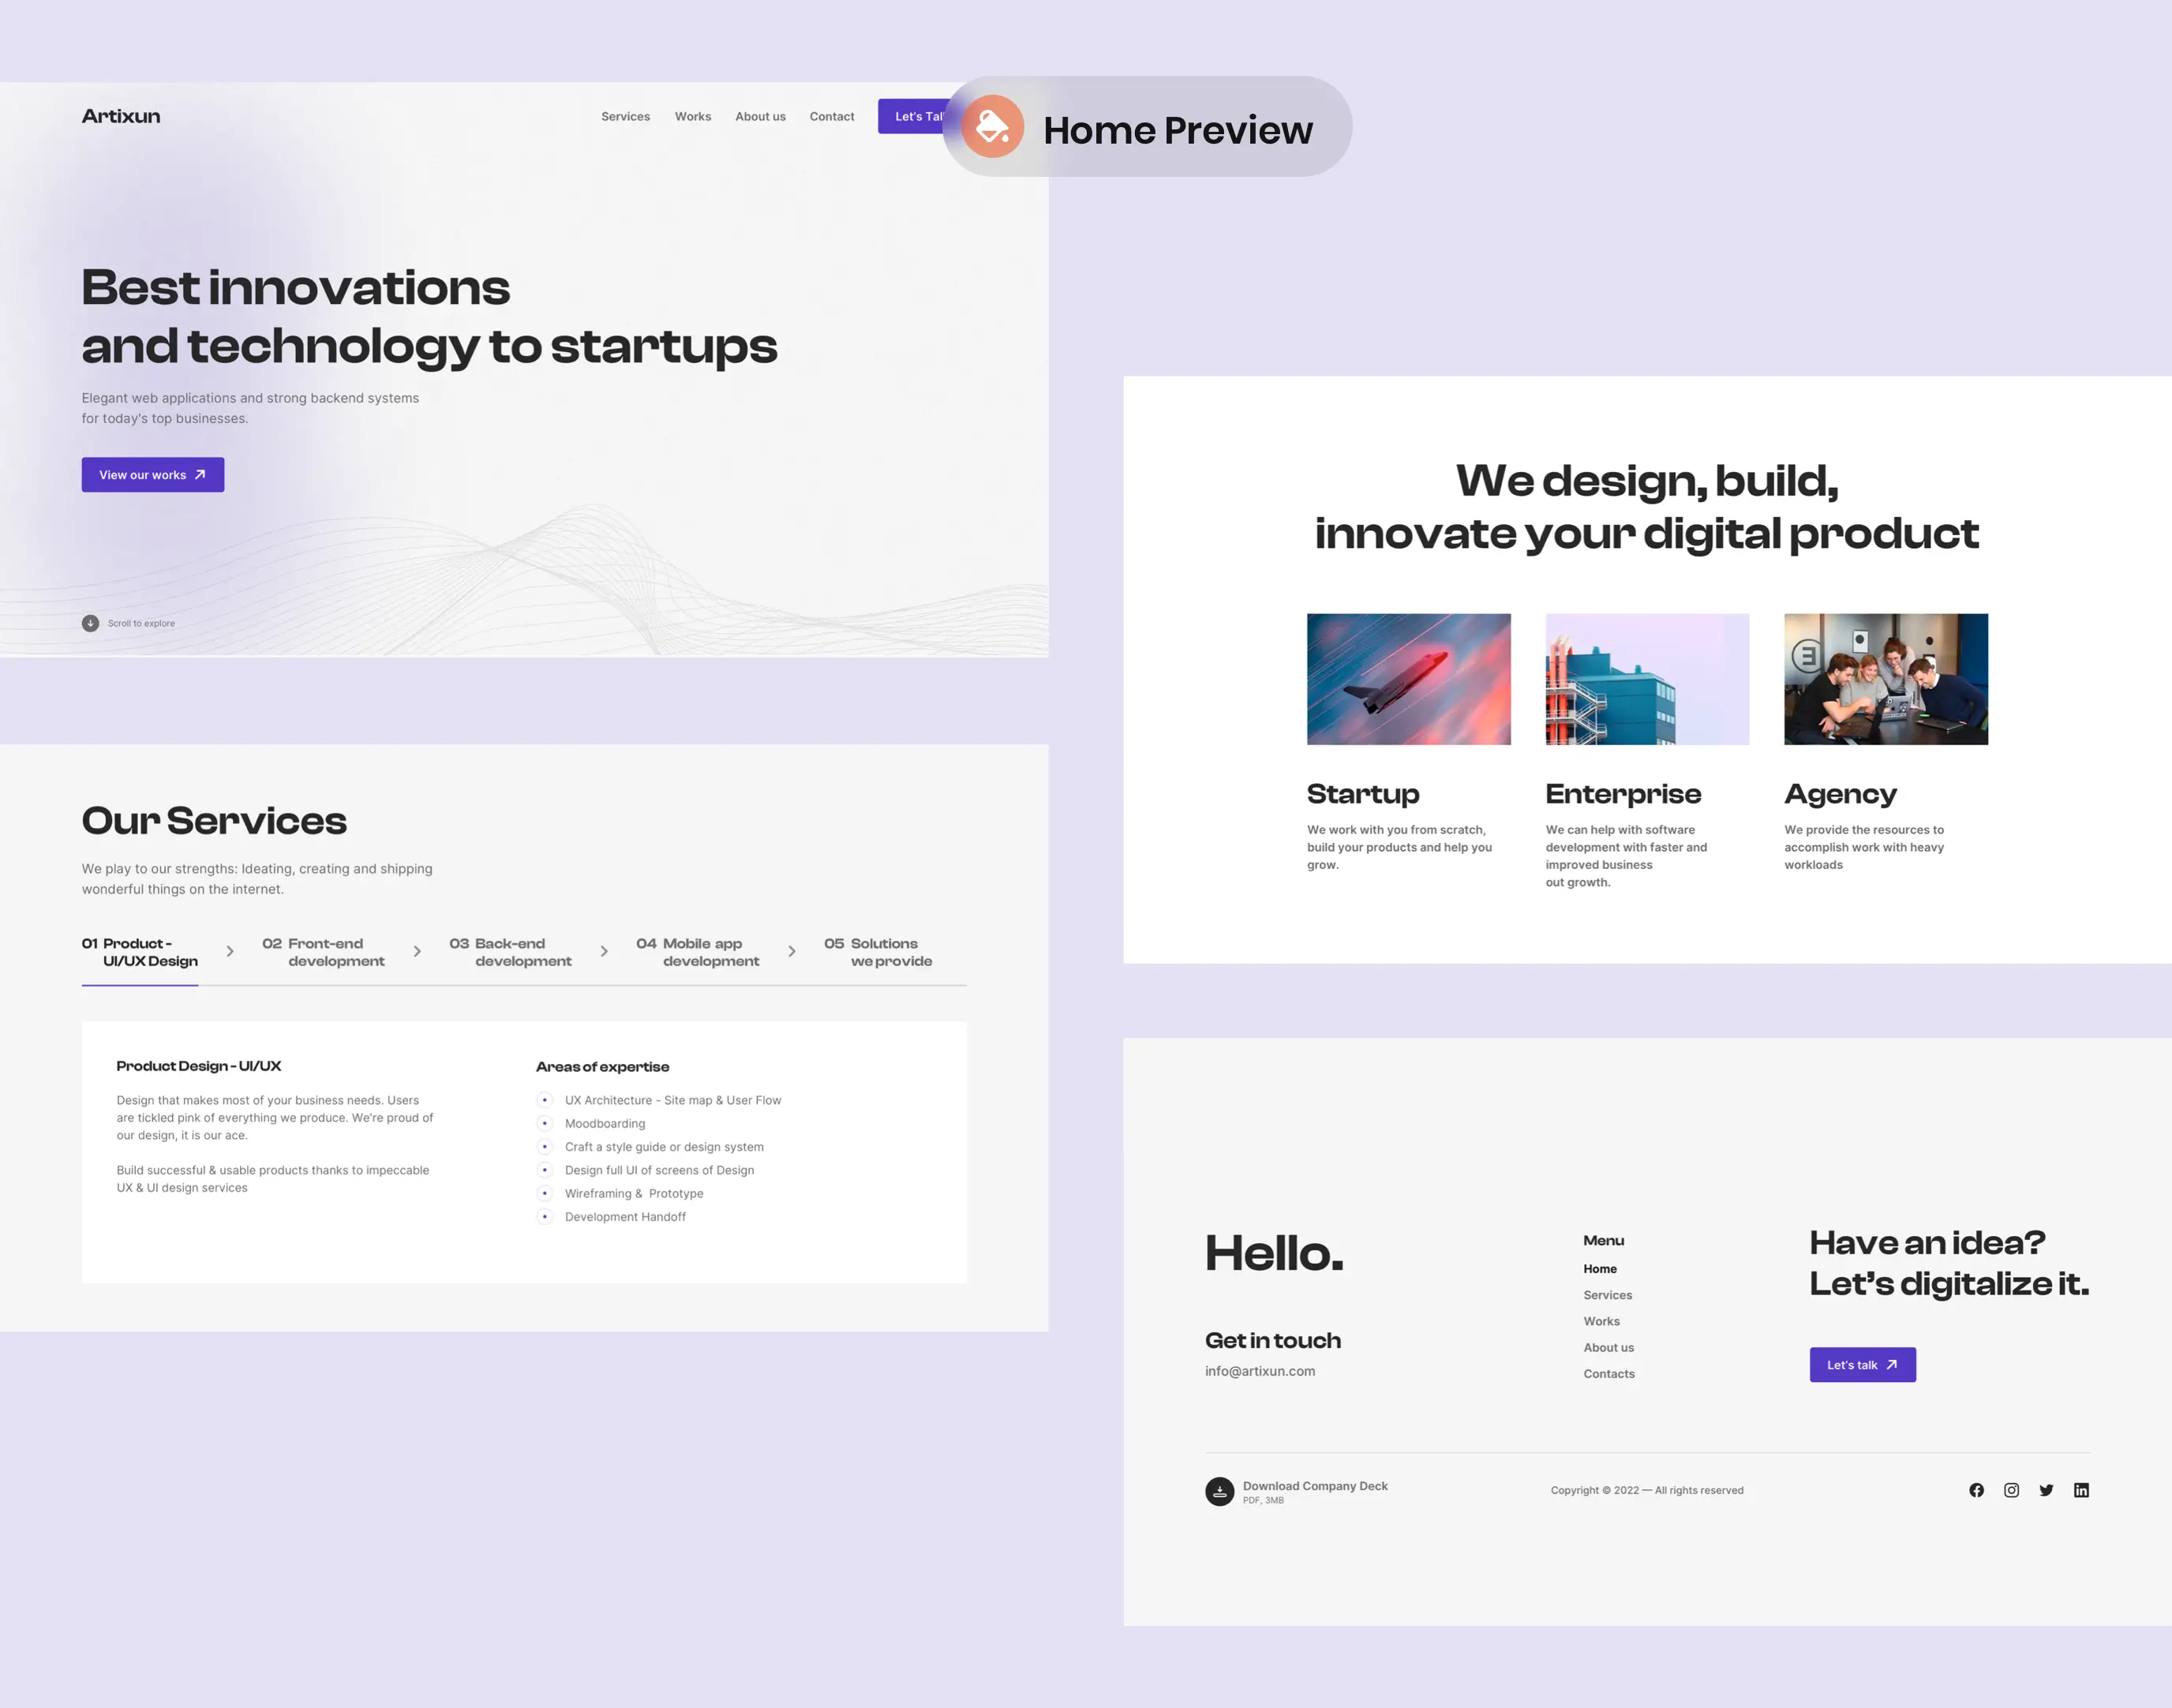 Artixun
Services
Works
About us
Contact
Let's Tal
Home Preview
Best innovations
and technology to startups
Elegant web applications and strong backend systems
for today's top businesses.
View our works
Scroll to explore
Our Services
We play to our strengths: Ideating, creating and shipping
wonderful things on the internet.
01 Product -
UI/UX Design
02 Front-end
development
03 Back-end
development
04 Mobile app
development
05 Solutions
we provide
Product Design - UI/UX
Design that makes most of your business needs. Users
are tickled pink of everything we produce. We're proud of
our design, it is our ace.
Build successful & usable products thanks to impeccable
UX & UI design services
Areas of expertise
UX Architecture - Site map & User Flow
Moodboarding
Craft a style guide or design system
Design full UI of screens of Design
Wireframing & Prototype
Development Handoff
We design, build,
innovate your digital product
Startup
We work with you from scratch,
build your products and help you
grow.
Enterprise
We can help with software
development with faster and
improved business
out growth.
Agency
We provide the resources to
accomplish work with heavy
workloads
Hello.
Get in touch
info@artixun.com
Menu
Home
Services
Works
About us
Contacts
Have an idea?
Let's digitalize it.
Let's talk
Download Company Deck
PDF, 3MB
Copyright © 2022 — All rights reserved